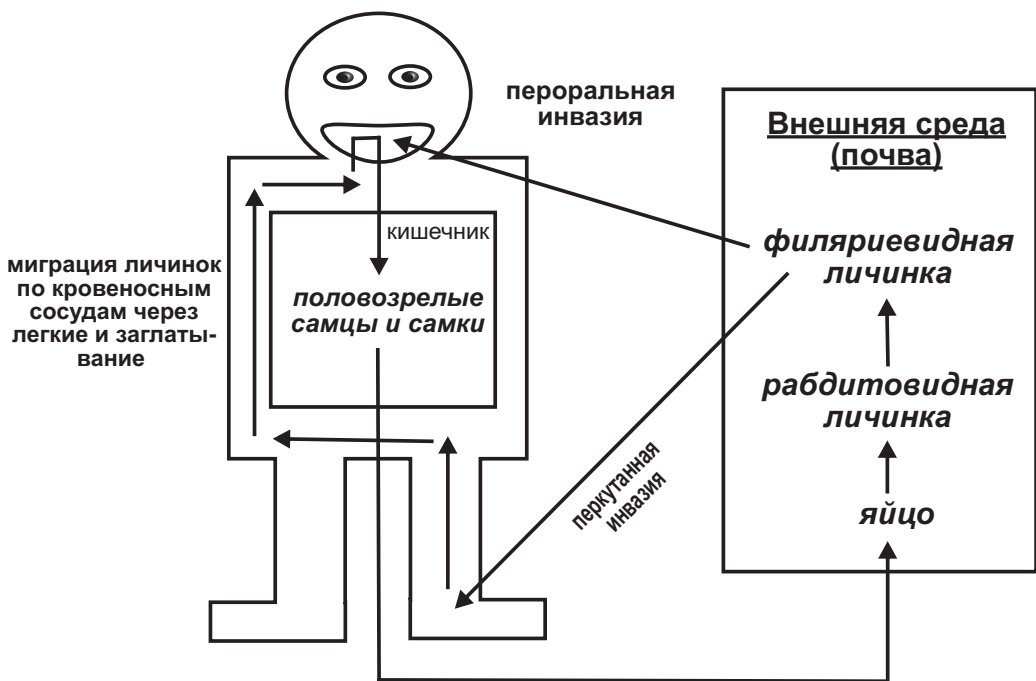 пероральная
инвазия
Внешняя среда
(почва)
кишечник
филяриевидная
личинка
миграция личинок
по кровеносным
сосудам через
легкие и заглаты-
вание
половозрелые
самцы и самки
рабдитовидная
личинка
перкутанная
инвазия
яйцо